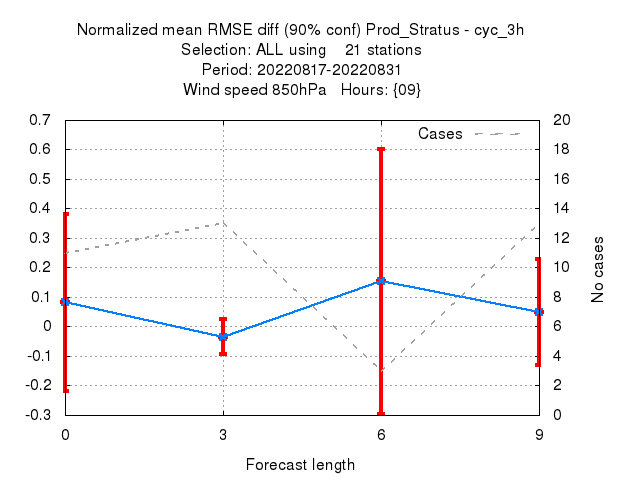 Normalized mean RMSE diff (90% conf) Prod_Stratus - cyc_3h
Selection: ALL using    21 stations
Period: 20220817-20220831
Wind speed 850hPa   Hours: {09}
Cases
0.7
0.6
0.5
0.4
0.3
0.2
0.1
0
-0.1
-0.2
-0.3
20
18
16
14
12
10
8
6
4
2
0
No cases
0 3 6 9
Forecast length